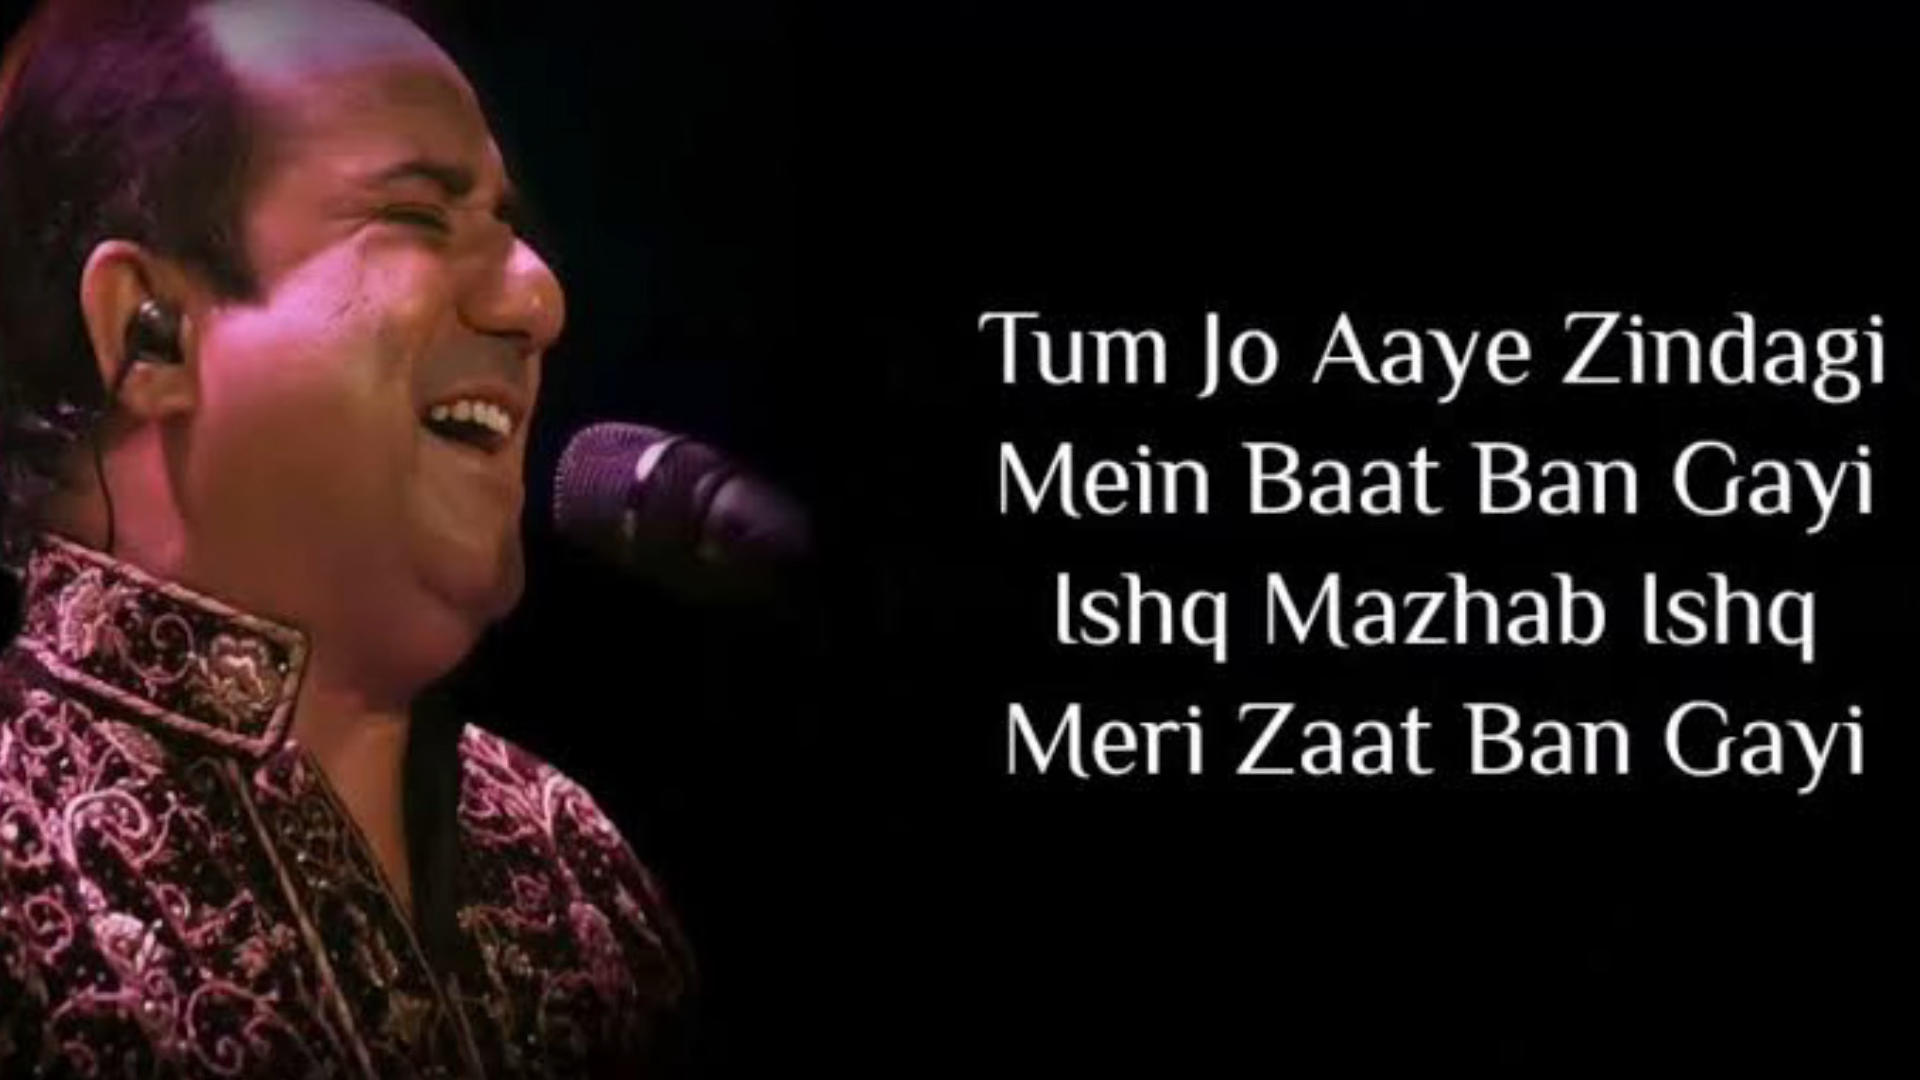 Tum Jo Aaye Zindagi
Mein Baat Ban Gayi
Ishq Mazhab Ishq
Meri Zaat Ban Gayi